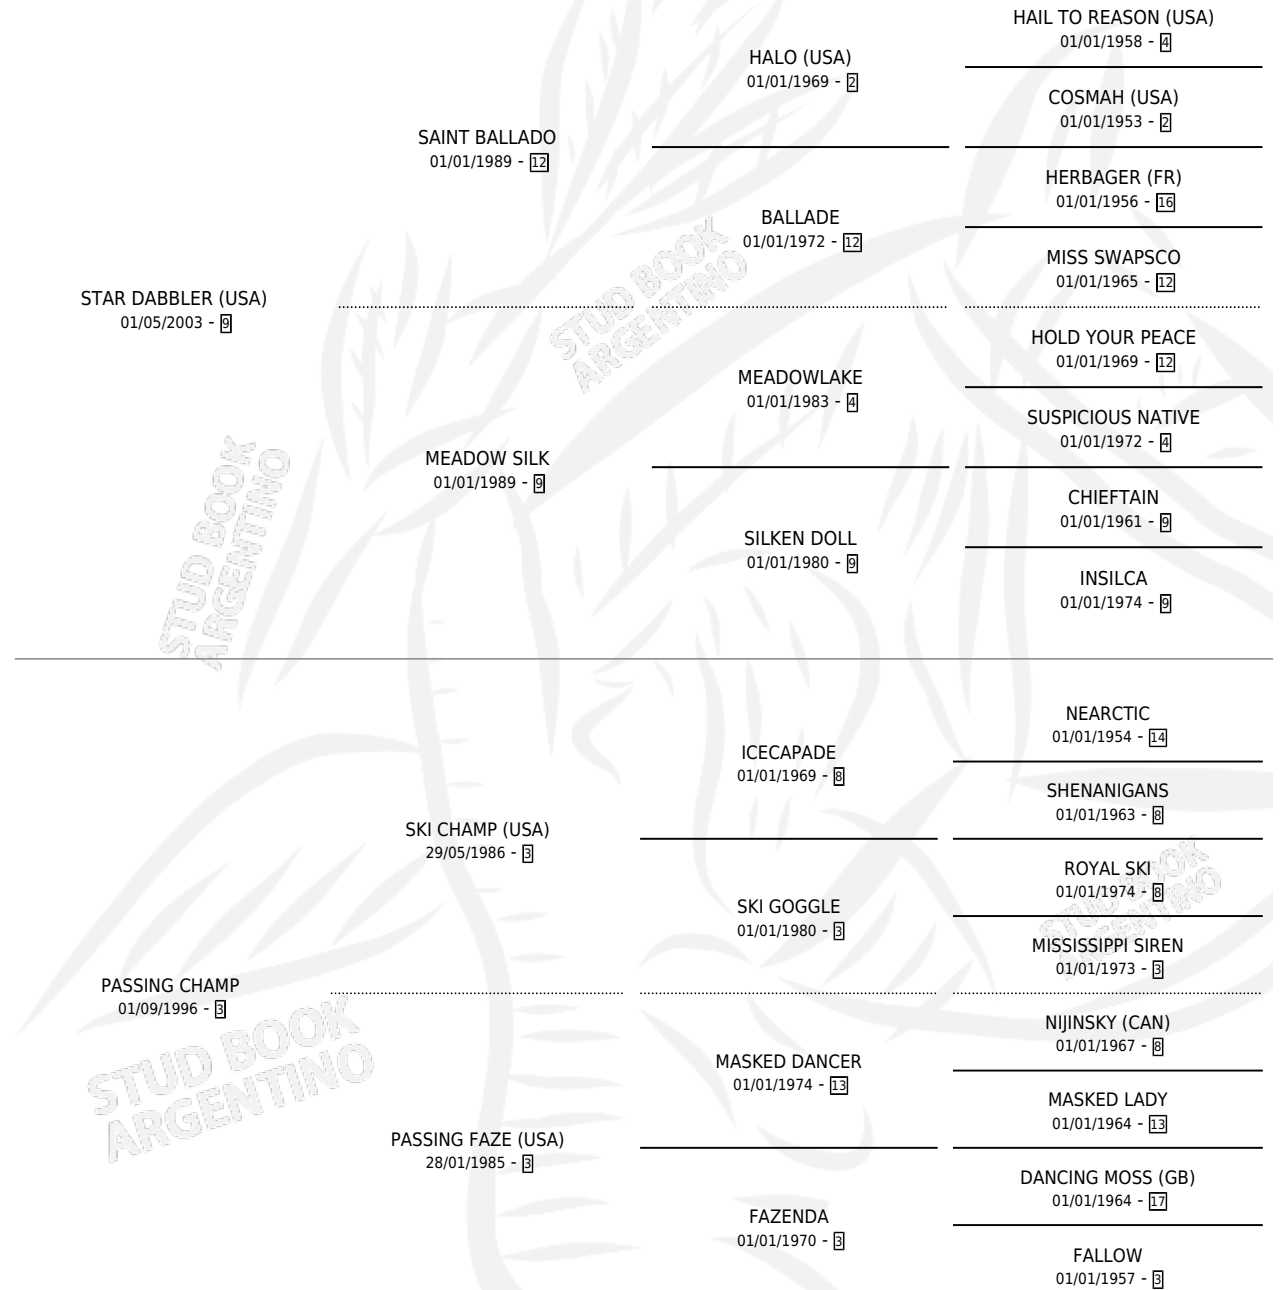 HAIL TO REASON (USA)
01/01/1958 - 4
HALO (USA)
01/01/1969 - 2
COSMAH (USA)
01/01/1953 - 2
SAINT BALLADO
01/01/1989 - 12
HERBAGER (FR)
01/01/1956 - 16
BALLADE
01/01/1972 - 12
MISS SWAPSCO
01/01/1965 - 12
STAR DABBLER (USA)
01/05/2003 - 9
STUD BOOK
ARGENTINO
HOLD YOUR PEACE
01/01/1969 - 12
MEADOWLAKE
01/01/1983 - 4
SUSPICIOUS NATIVE
01/01/1972 - 4
MEADOW SILK
01/01/1989 - 9
CHIEFTAIN
01/01/1961 - 9
SILKEN DOLL
01/01/1980 - 9
INSILCA
01/01/1974 - 9
STUD BOOK
ARGENTINO
NEARCTIC
01/01/1954 - 14
ICECAPADE
01/01/1969 - 8
SHENANIGANS
01/01/1963 - 8
SKI CHAMP (USA)
29/05/1986 - 3
ROYAL SKI
01/01/1974 - 8
STUD BOOK
ARGENTINO
SKI GOGGLE
01/01/1980 - 3
MISSISSIPPI SIREN
01/01/1973 - 3
PASSING CHAMP
01/09/1996 - 3
STUD BOOK
ARGENTINO
NIJINSKY (CAN)
01/01/1967 - 8
MASKED DANCER
01/01/1974 - 13
MASKED LADY
01/01/1964 - 13
PASSING FAZE (USA)
28/01/1985 - 3
DANCING MOSS (GB)
01/01/1964 - 17
FAZENDA
01/01/1970 - 3
FALLOW
01/01/1957 - 3